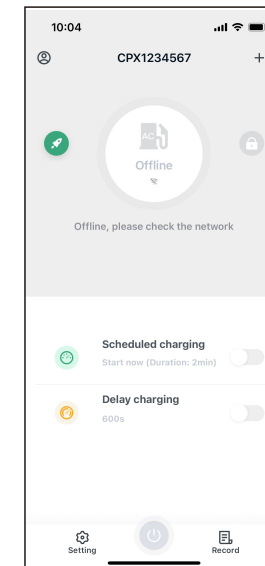 10:04
CPX1234567
AC
Offline
Offline, please check the network
Scheduled charging
Start now (Duration: 2min)
Delay charging
600s
Setting
Record